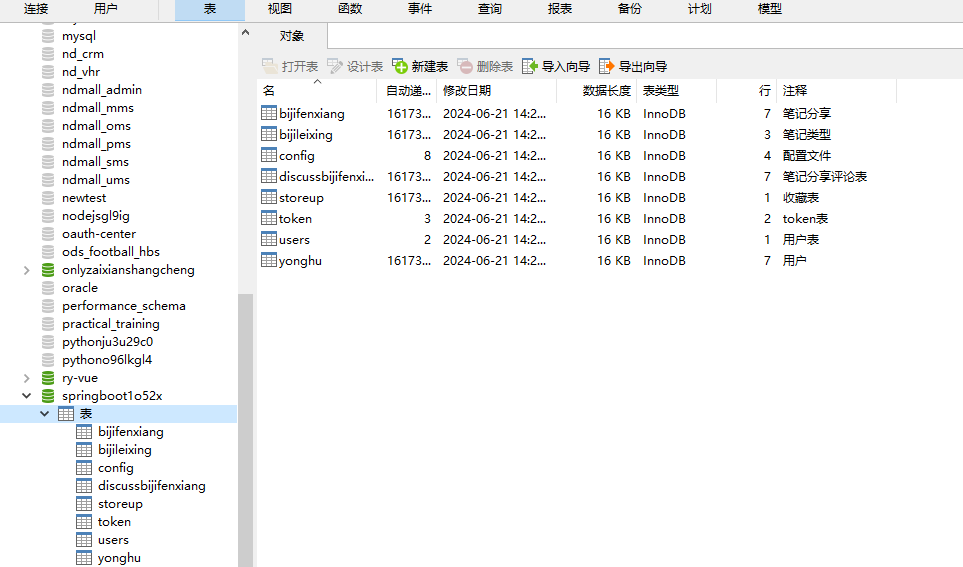 连接 用户 表 视图 函数 事件 查询 报表 备份 计划 模型
对象
打开表 设计表 新建表 删除表 导入向导 导出向导
名 自动递... 修改日期 数据长度 表类型 行 注释
bijifenxiang 16173... 2024-06-21 14:2... 16 KB InnoDB 7 笔记分享
bijileixing 16173... 2024-06-21 14:2... 16 KB InnoDB 3 笔记类型
config 8 2024-06-21 14:2... 16 KB InnoDB 4 配置文件
discussbijifenxi... 16173... 2024-06-21 14:2... 16 KB InnoDB 7 笔记分享评论表
storeup 16173... 2024-06-21 14:2... 16 KB InnoDB 1 收藏表
token 3 2024-06-21 14:2... 16 KB InnoDB 2 token表
users 2 2024-06-21 14:2... 16 KB InnoDB 1 用户表
yonghu 16173... 2024-06-21 14:2... 16 KB InnoDB 7 用户
mysql
nd_crm
nd_vhr
ndmall_admin
ndmall_mms
ndmall_oms
ndmall_pms
ndmall_sms
ndmall_ums
newtest
nodejsgl9ig
oauth-center
ods_football_hbs
onlyzaixianshangcheng
oracle
performance_schema
practical_training
pythonju3u29c0
pythono96lkgl4
ry-vue
springboot1o52x
表
bijifenxiang
bijileixing
config
discussbijifenxiang
storeup
token
users
yonghu